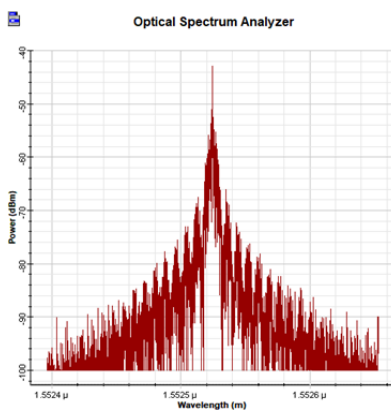 Optical Spectrum Analyzer
-40
-50
-60
-70
-80
-90
-100
Power (dBm)
1.5524 µ
1.5525 µ
1.5526 µ
Wavelength (m)